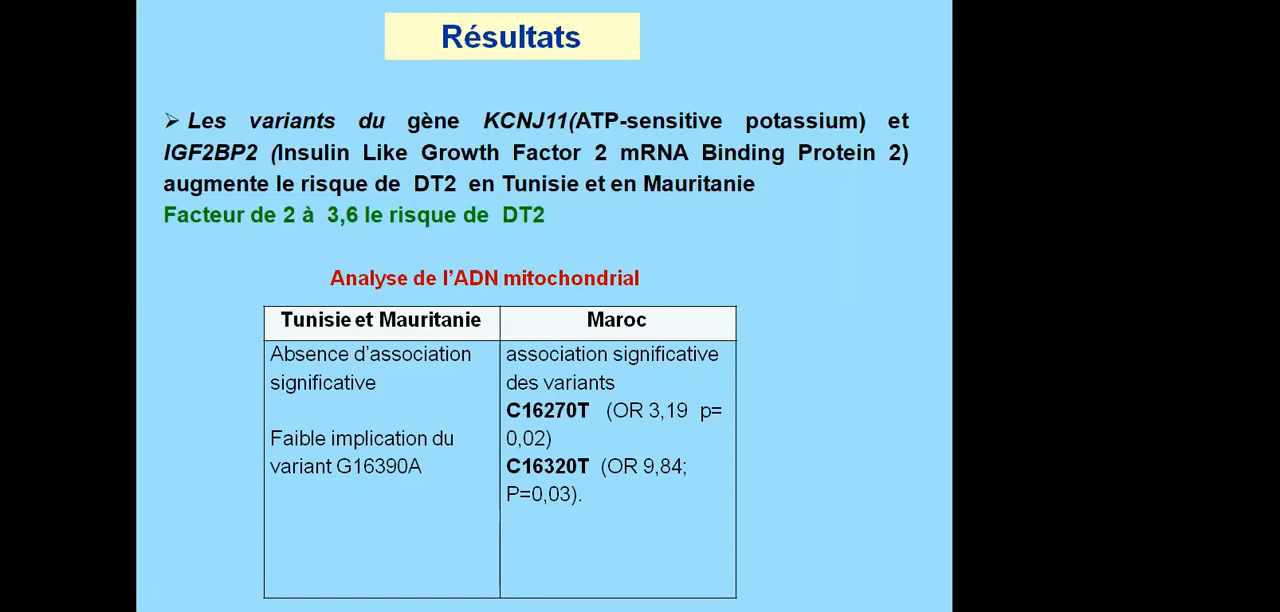 Résultats
➢ Les variants du gène KCNJ11(ATP-sensitive potassium) et
IGF2BP2 (Insulin Like Growth Factor 2 mRNA Binding Protein 2)
augmente le risque de DT2 en Tunisie et en Mauritanie
Facteur de 2 à 3,6 le risque de DT2
Analyse de l'ADN mitochondrial
Tunisie et Mauritanie
Absence d'association
significative
Faible implication du
variant G16390A
Maroc
association significative
des variants
C16270T (OR 3,19 p=
0,02)
C16320T (OR 9,84;
P=0,03).